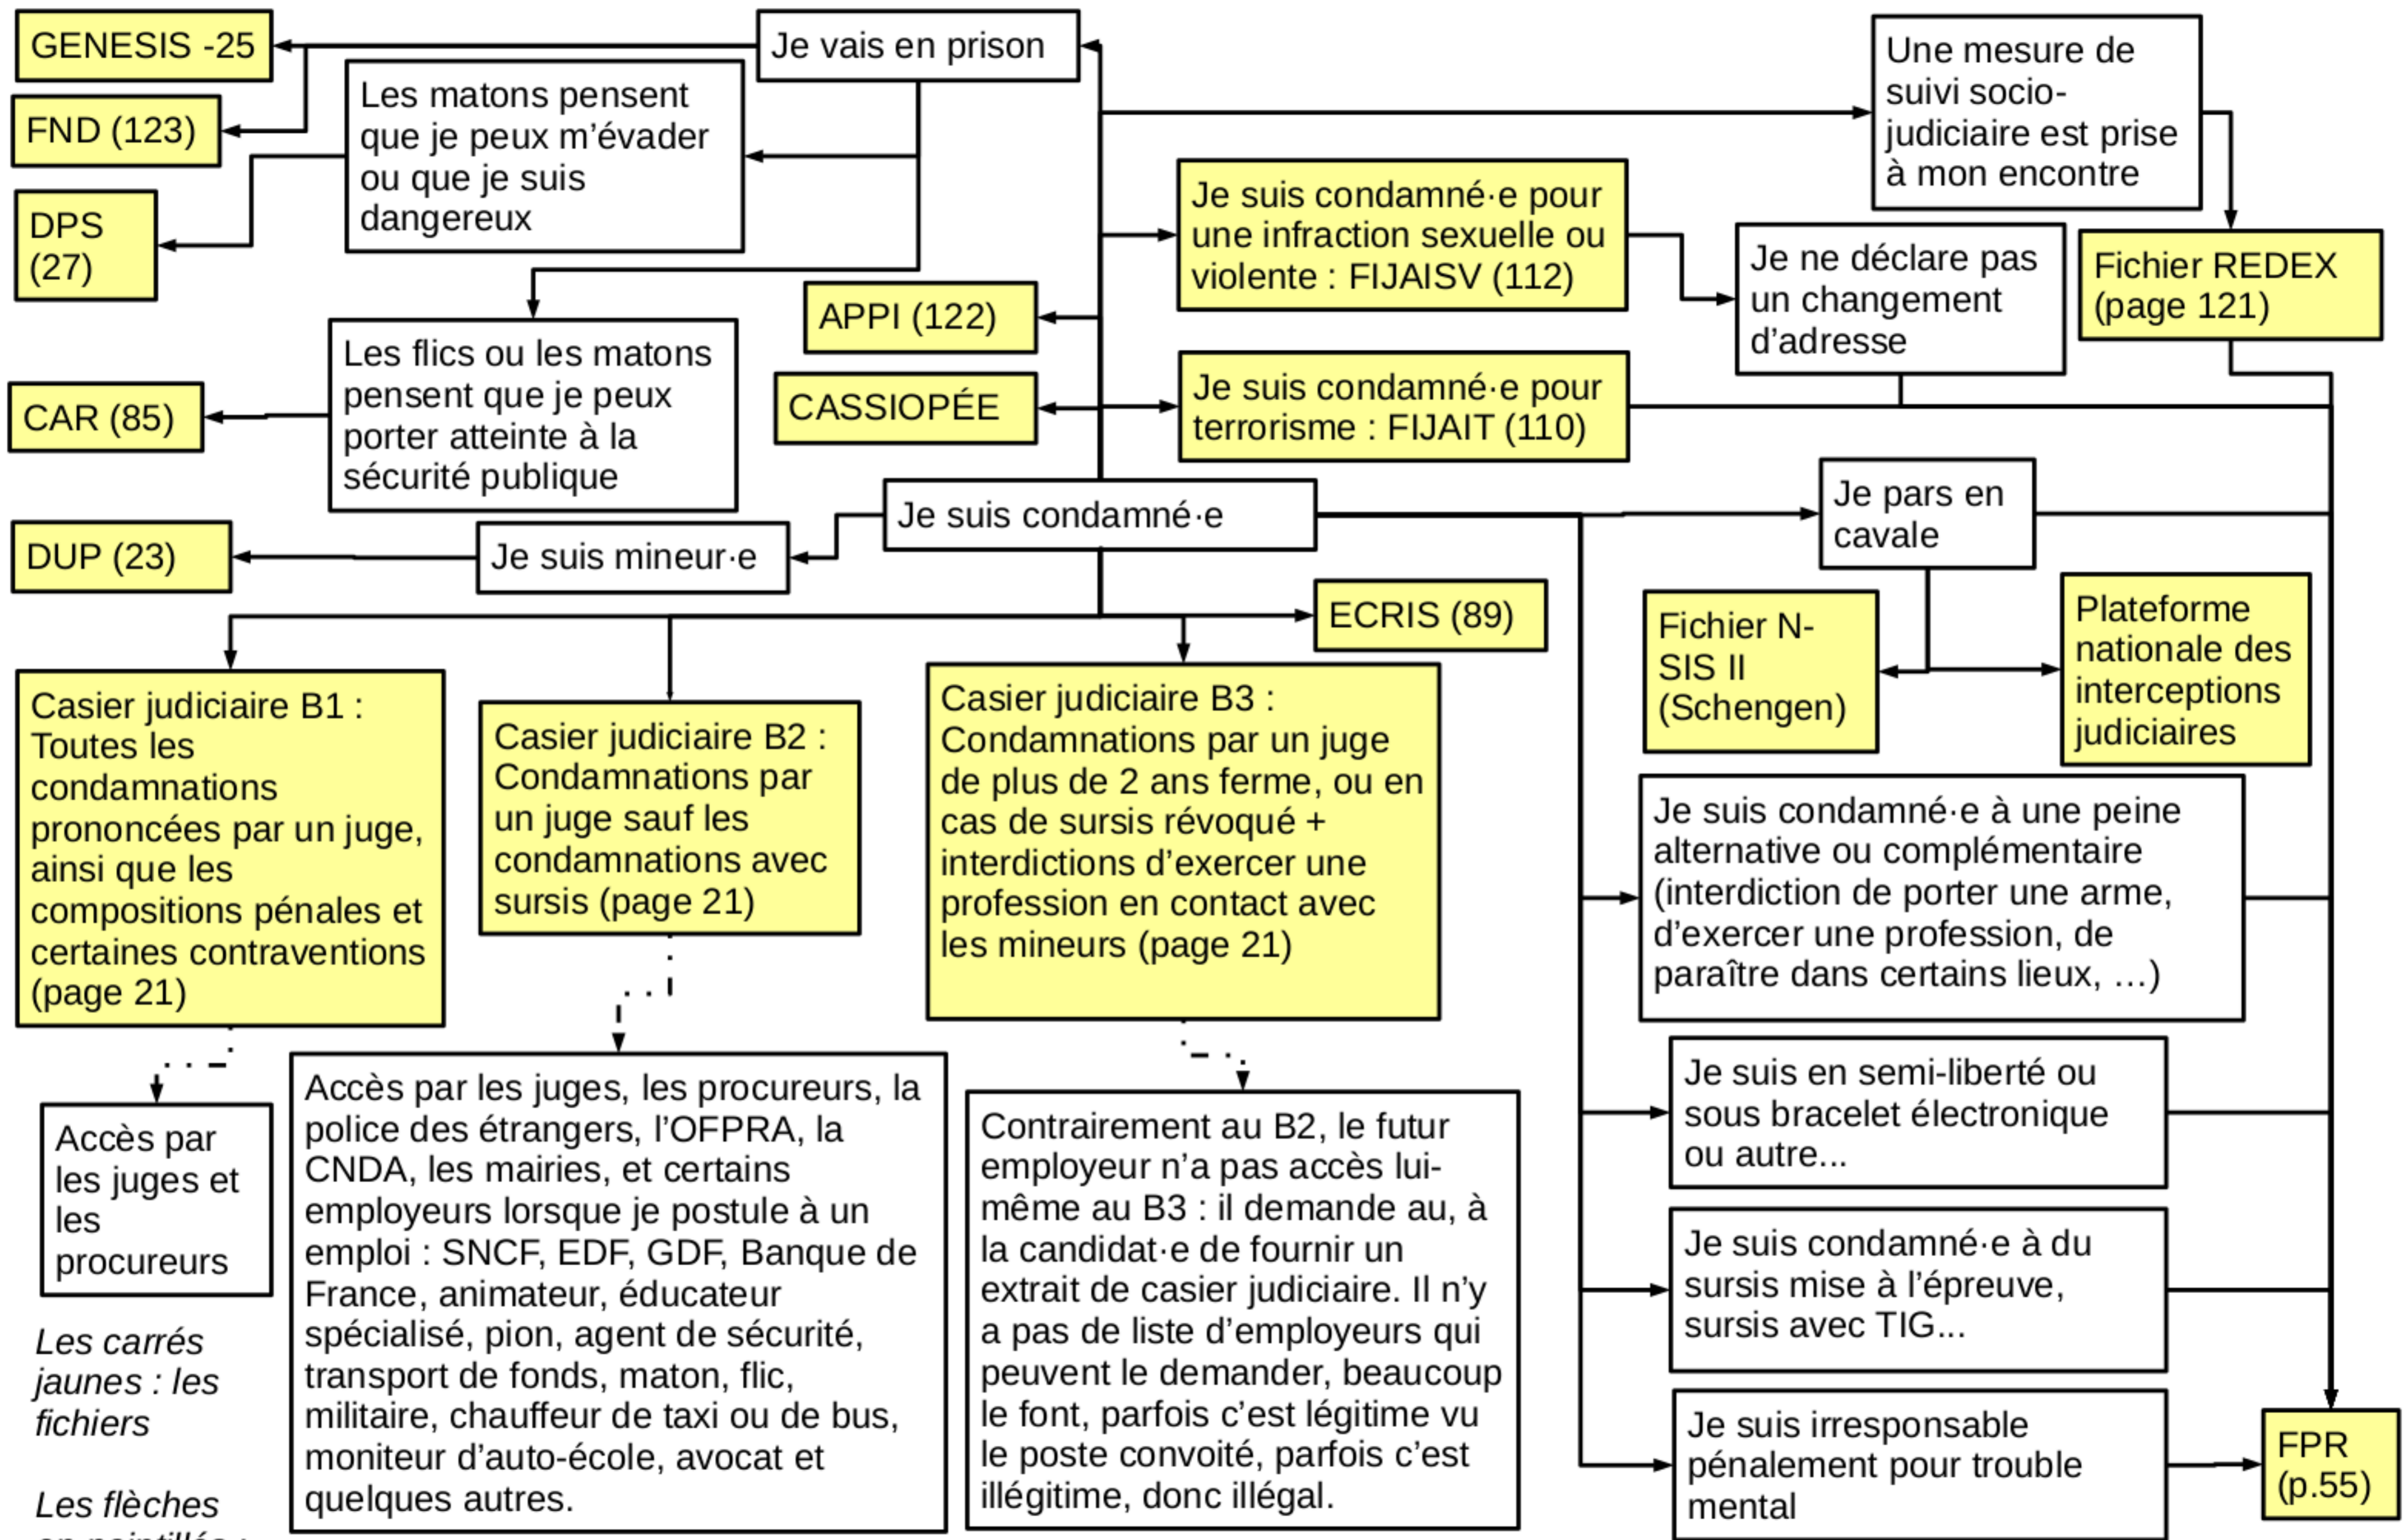 GENESIS -25
Je vais en prison
Une mesure de
suivi socio-
judiciaire est prise
à mon encontre
FND (123)
Les matons pensent
que je peux m'évader
ou que je suis
dangereux
DPS
(27)
Je suis condamné·e pour
une infraction sexuelle ou
violente : FIJAISV (112)
Je ne déclare pas
un changement
d'adresse
Fichier REDEX
(page 121)
APPI (122)
Les flics ou les matons
pensent que je peux
porter atteinte à la
sécurité publique
CAR (85)
CASSIOPÉE
Je suis condamné·e pour
terrorisme : FIJAIT (110)
Je suis condamné·e
Je pars en
cavale
DUP (23)
Je suis mineur·e
ECRIS (89)
Fichier N-
SIS II
(Schengen)
Plateforme
nationale des
interceptions
judiciaires
Casier judiciaire B1 :
Toutes les
condamnations
prononcées par un juge,
ainsi que les
compositions pénales et
certaines contraventions
(page 21)
Casier judiciaire B2 :
Condamnations par
un juge sauf les
condamnations avec
sursis (page 21)
Casier judiciaire B3 :
Condamnations par un juge
de plus de 2 ans ferme, ou en
cas de sursis révoqué +
interdictions d'exercer une
profession en contact avec
les mineurs (page 21)
Je suis condamné·e à une peine
alternative ou complémentaire
(interdiction de porter une arme,
d'exercer une profession, de
paraître dans certains lieux, …)
Je suis en semi-liberté ou
sous bracelet électronique
ou autre...
Accès par
les juges et
les
procureurs
Accès par les juges, les procureurs, la
police des étrangers, l'OFPRA, la
CNDA, les mairies, et certains
employeurs lorsque je postule à un
emploi : SNCF, EDF, GDF, Banque de
France, animateur, éducateur
spécialisé, pion, agent de sécurité,
transport de fonds, maton, flic,
militaire, chauffeur de taxi ou de bus,
moniteur d'auto-école, avocat et
quelques autres.
Contrairement au B2, le futur
employeur n'a pas accès lui-
même au B3 : il demande au, à
la candidat·e de fournir un
extrait de casier judiciaire. Il n'y
a pas de liste d'employeurs qui
peuvent le demander, beaucoup
le font, parfois c'est légitime vu
le poste convoité, parfois c'est
illégitime, donc illégal.
Je suis condamné·e à du
sursis mise à l'épreuve,
sursis avec TIG...
Je suis irresponsable
pénalement pour trouble
mental
FPR
(p.55)
Les carrés
jaunes : les
fichiers
Les flèches